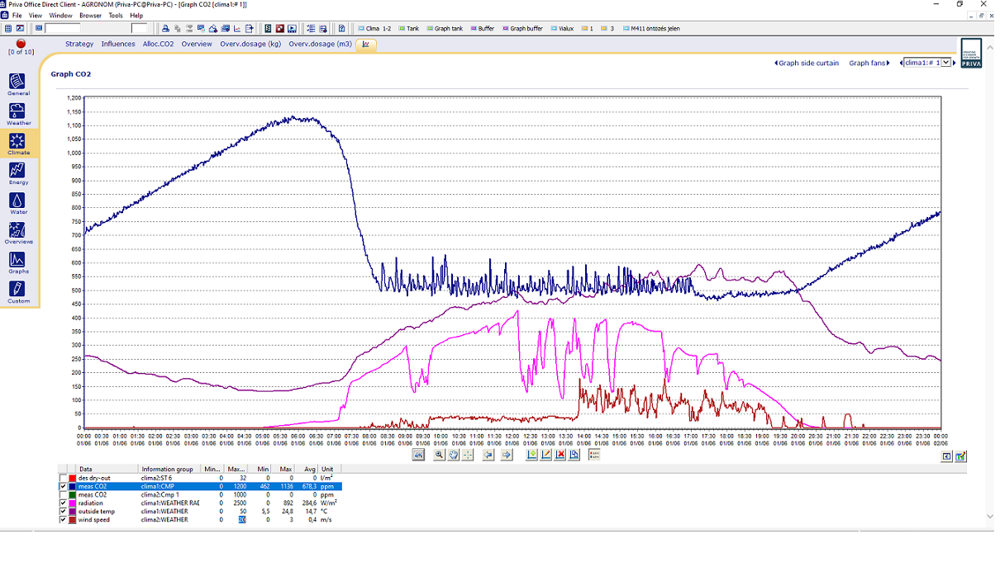 Priva Office Direct Client - AGRONOM (Priva-PC@Priva-PC) - [Graph CO2 [clima1:# 1]]
File View Window Browser Tools Help
Clima 1-2 Tank Graph tank Buffer Graph buffer Vialux 1 3 M411 öntözés jelen
[0 of 10]
Strategy Influences Alloc.CO2 Overview Overv.dosage (kg) Overv.dosage (m3)
Graph side curtain Graph fans clima1:# 1
PRIVA
Graph CO2
General
Weather
Climate
Energy
Water
Overviews
Graphs
Custom
1,200
1,150
1,100
1,050
1,000
950
900
850
800
750
700
650
600
550
500
450
400
350
300
250
200
150
100
50
0
00:00 00:30 01:00 01:30 02:00 02:30 03:00 03:30 04:00 04:30 05:00 05:30 06:00 06:30 07:00 07:30 08:00 08:30 09:00 09:30 10:00 10:30 11:00 11:30 12:00 12:30 13:00 13:30 14:00 14:30 15:00 15:30 16:00 16:30 17:00 17:30 18:00 18:30 19:00 19:30 20:00 20:30 21:00 21:30 22:00 22:30 23:00 23:30 00:00
01/06 01/06 01/06 01/06 01/06 01/06 01/06 01/06 01/06 01/06 01/06 01/06 01/06 01/06 01/06 01/06 01/06 01/06 01/06 01/06 01/06 01/06 01/06 01/06 01/06 01/06 01/06 01/06 01/06 01/06 01/06 01/06 01/06 01/06 01/06 01/06 01/06 01/06 01/06 01/06 01/06 01/06 01/06 01/06 01/06 01/06 01/06 01/06 02/06
Data Information group Min... Max... Min Max Avg Unit
des dry-out clima2:ST 6 0 32 0 0 0 l/m²
meas CO2 clima1:CMP 0 1200 462 1136 678,3 ppm
meas CO2 clima2:Cmp 1 0 1000 0 0 0 ppm
radiation clima1:WEATHER RAD 0 2500 0 892 284,6 W/m²
outside temp clima1:WEATHER 0 50 5,5 24,8 14,7 °C
wind speed clima2:WEATHER 0 20 0 3 0,4 m/s